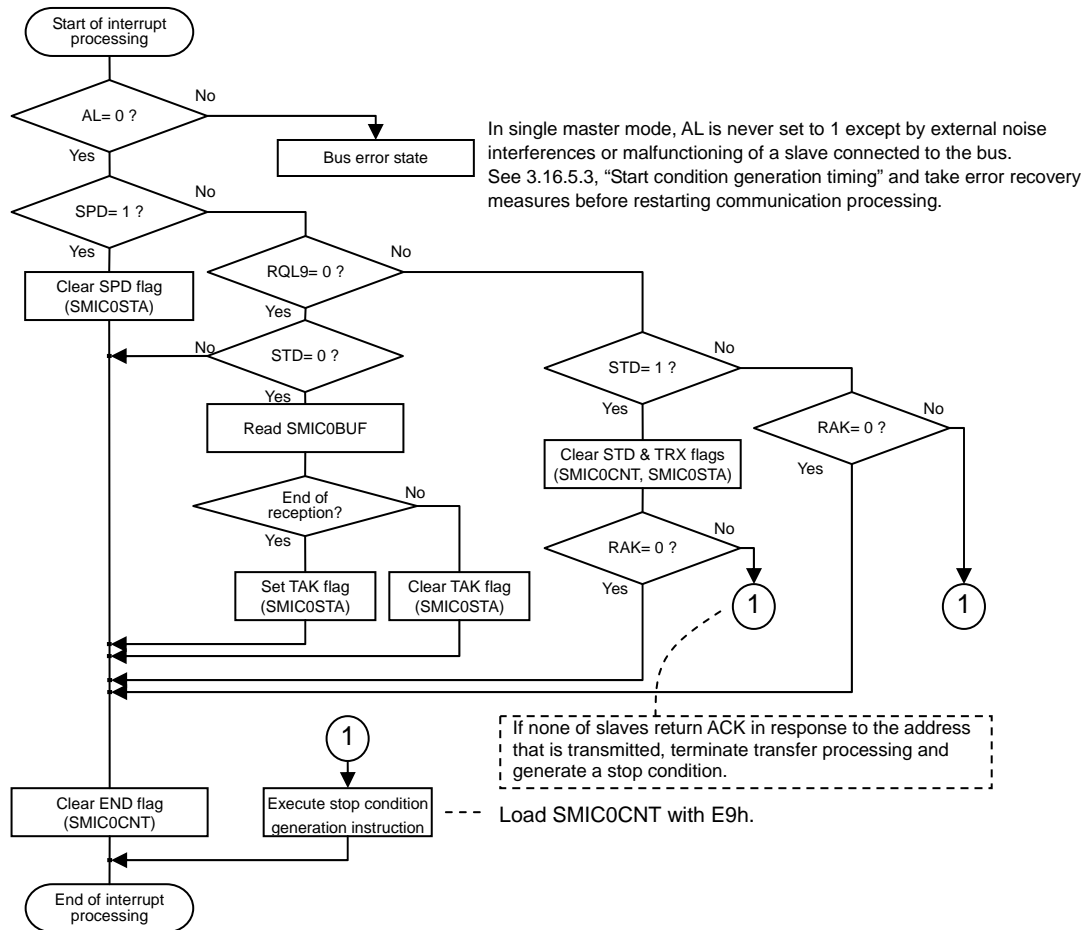 Start of interrupt
processing
AL= 0 ?
No
Yes
Bus error state
In single master mode, AL is never set to 1 except by external noise
interferences or malfunctioning of a slave connected to the bus.
See 3.16.5.3, “Start condition generation timing” and take error recovery
measures before restarting communication processing.
SPD= 1 ?
No
Yes
Clear SPD flag
(SMIC0STA)
RQL9= 0 ?
No
Yes
STD= 0 ?
No
Yes
Read SMIC0BUF
End of
reception?
No
Yes
Set TAK flag
(SMIC0STA)
Clear TAK flag
(SMIC0STA)
STD= 1 ?
No
Yes
Clear STD & TRX flags
(SMIC0CNT, SMIC0STA)
RAK= 0 ?
No
Yes
1
RAK= 0 ?
No
Yes
1
If none of slaves return ACK in response to the address
that is transmitted, terminate transfer processing and
generate a stop condition.
1
Clear END flag
(SMIC0CNT)
Execute stop condition
generation instruction
Load SMIC0CNT with E9h.
End of interrupt
processing